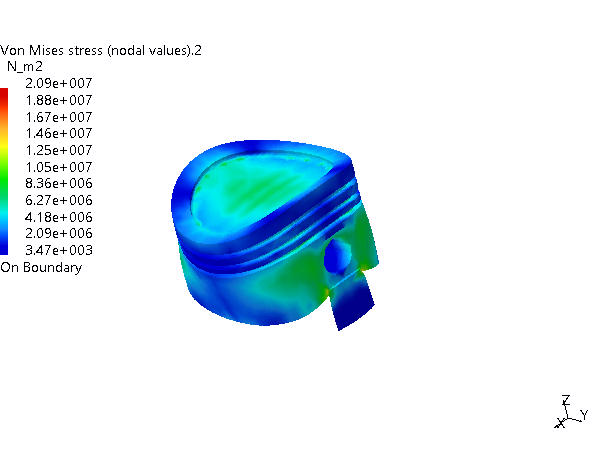 Von Mises stress (nodal values).2
N_m2
2.09e+007
1.88e+007
1.67e+007
1.46e+007
1.25e+007
1.05e+007
8.36e+006
6.27e+006
4.18e+006
2.09e+006
3.47e+003
On Boundary
Z
X Y